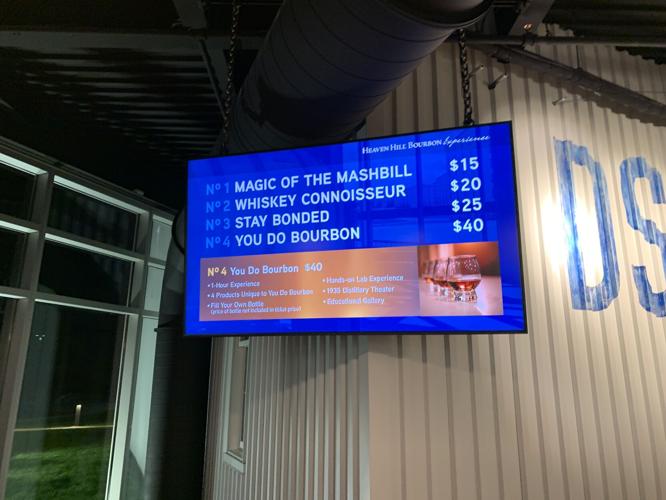 HEAVEN HILL BOURBON Experience
Nº 1 MAGIC OF THE MASHBILL $15
Nº 2 WHISKEY CONNOISSEUR $20
Nº 3 STAY BONDED $25
Nº 4 YOU DO BOURBON $40
Nº 4 You Do Bourbon $40
• 1-Hour Experience
• 4 Products Unique to You Do Bourbon
• Fill Your Own Bottle
(price of bottle not included in ticket price)
• Hands-on Lab Experience
• 1935 Distillery Theater
• Educational Gallery
DS